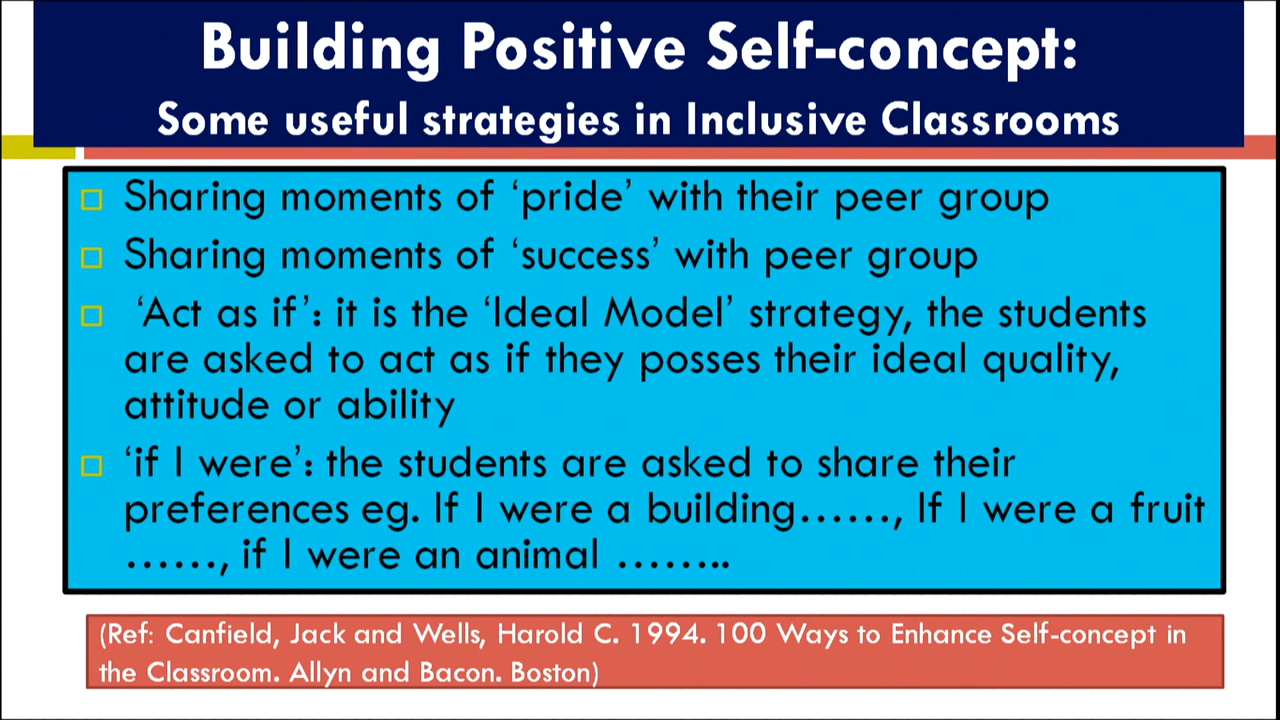 Building Positive Self-concept:
Some useful strategies in Inclusive Classrooms
Sharing moments of ‘pride’ with their peer group
Sharing moments of ‘success’ with peer group
‘Act as if’: it is the ‘Ideal Model’ strategy, the students
are asked to act as if they posses their ideal quality,
attitude or ability
‘if I were’: the students are asked to share their
preferences eg. If I were a building......, If I were a fruit
......, if I were an animal ........
(Ref: Canfield, Jack and Wells, Harold C. 1994. 100 Ways to Enhance Self-concept in
the Classroom. Allyn and Bacon. Boston)